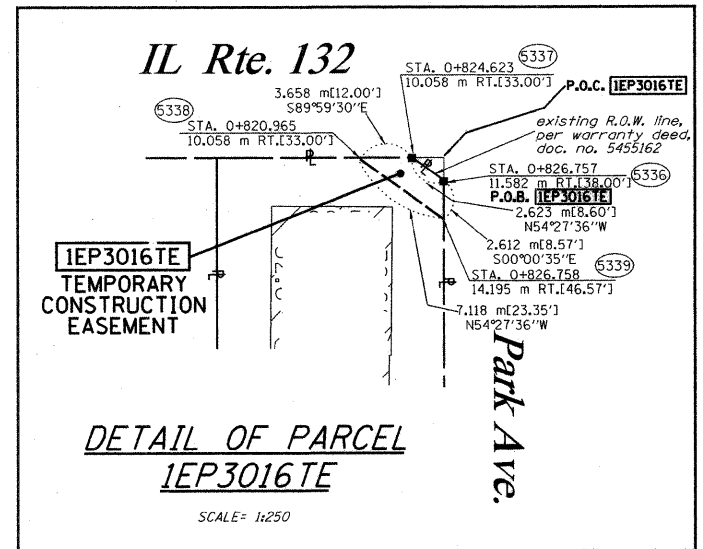 IL Rte. 132
5337
STA. 0+824.623
10.058 m RT.[33.00']
P.O.C. 1EP3016TE
3.658 m[12.00']
S89°59'30"E
5338
STA. 0+820.965
10.058 m RT.[33.00']
existing R.O.W. line,
per warranty deed,
doc. no. 5455162
STA. 0+826.757
5336
11.582 m RT.[38.00']
P.O.B. 1EP3016TE
2.623 m[8.60']
N54°27'36"W
2.612 m[8.57']
S00°00'35"E
STA. 0+826.758
5339
14.195 m RT.[46.57']
7.118 m[23.35']
N54°27'36"W
1EP3016TE
TEMPORARY
CONSTRUCTION
EASEMENT
Park Ave.
DETAIL OF PARCEL
1EP3016TE
SCALE= 1:250